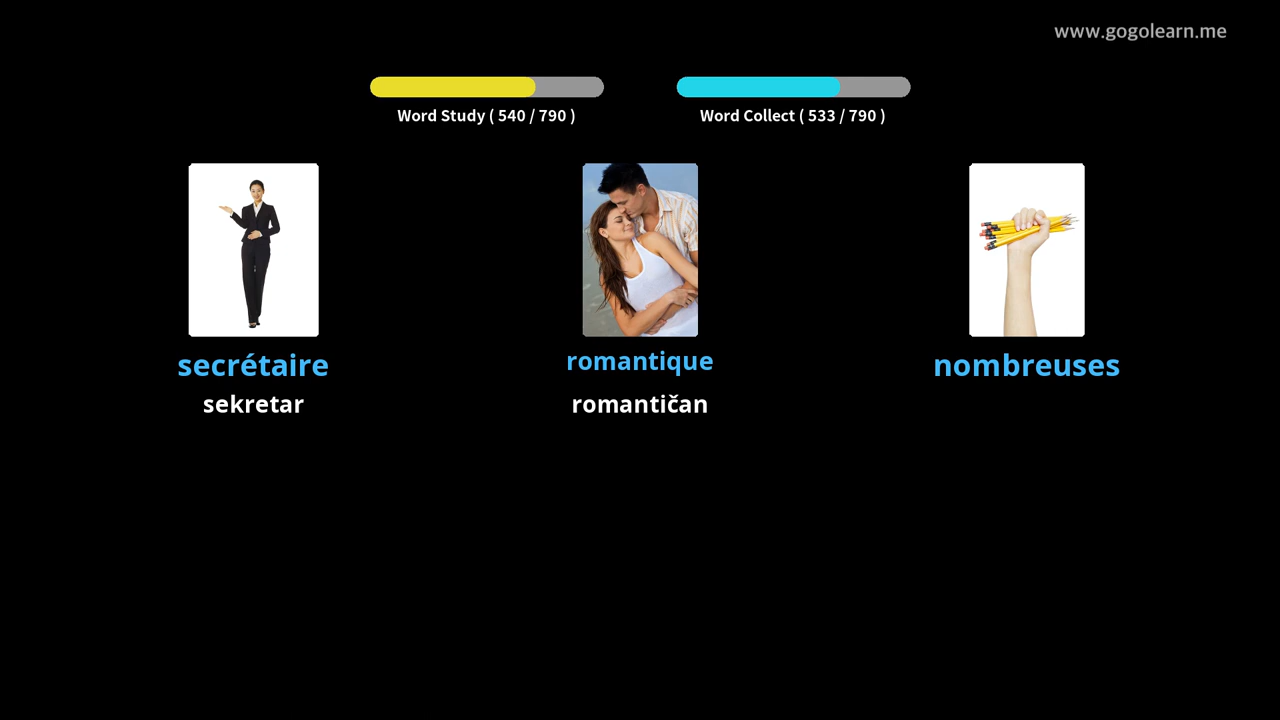 www.gogolearn.me
Word Study ( 540 / 790 )
Word Collect ( 533 / 790 )
secrétaire
romantique
nombreuses
sekretar
romantičan